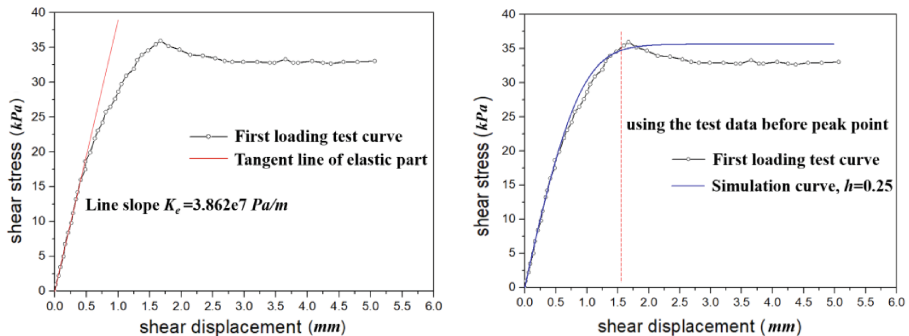 40
35
30
25
20
15
10
5
0
shear stress (kPa)
First loading test curve
Tangent line of elastic part
Line slope Ke=3.862e7 Pa/m
0.0 0.5 1.0 1.5 2.0 2.5 3.0 3.5 4.0 4.5 5.0 5.5 6.0
shear displacement (mm)
40
35
30
25
20
15
10
5
0
shear stress (kPa)
using the test data before peak point
First loading test curve
Simulation curve, h=0.25
0.0 0.5 1.0 1.5 2.0 2.5 3.0 3.5 4.0 4.5 5.0 5.5 6.0
shear displacement (mm)